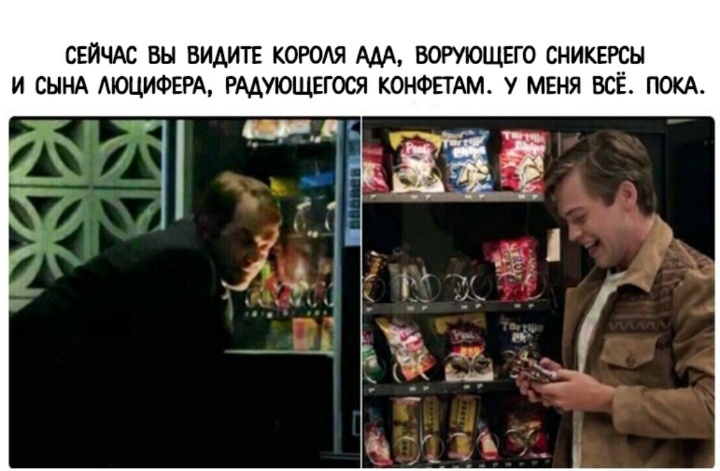 СЕЙЧАС ВЫ ВИДИТЕ КОРОЛЯ АДА, ВОРУЮЩЕГО СНИКЕРСЫ
И СЫНА ЛЮЦИФЕРА, РАДУЮЩЕГОСЯ КОНФЕТАМ. У МЕНЯ ВСЁ. ПОКА.